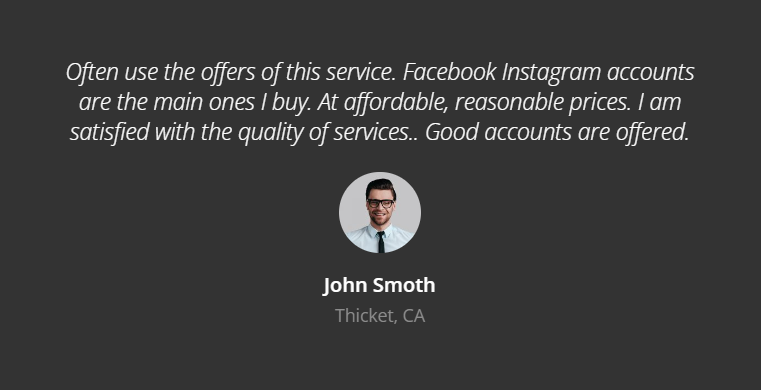 Often use the offers of this service. Facebook Instagram accounts
are the main ones I buy. At affordable, reasonable prices. I am
satisfied with the quality of services.. Good accounts are offered.
John Smoth
Thicket, CA